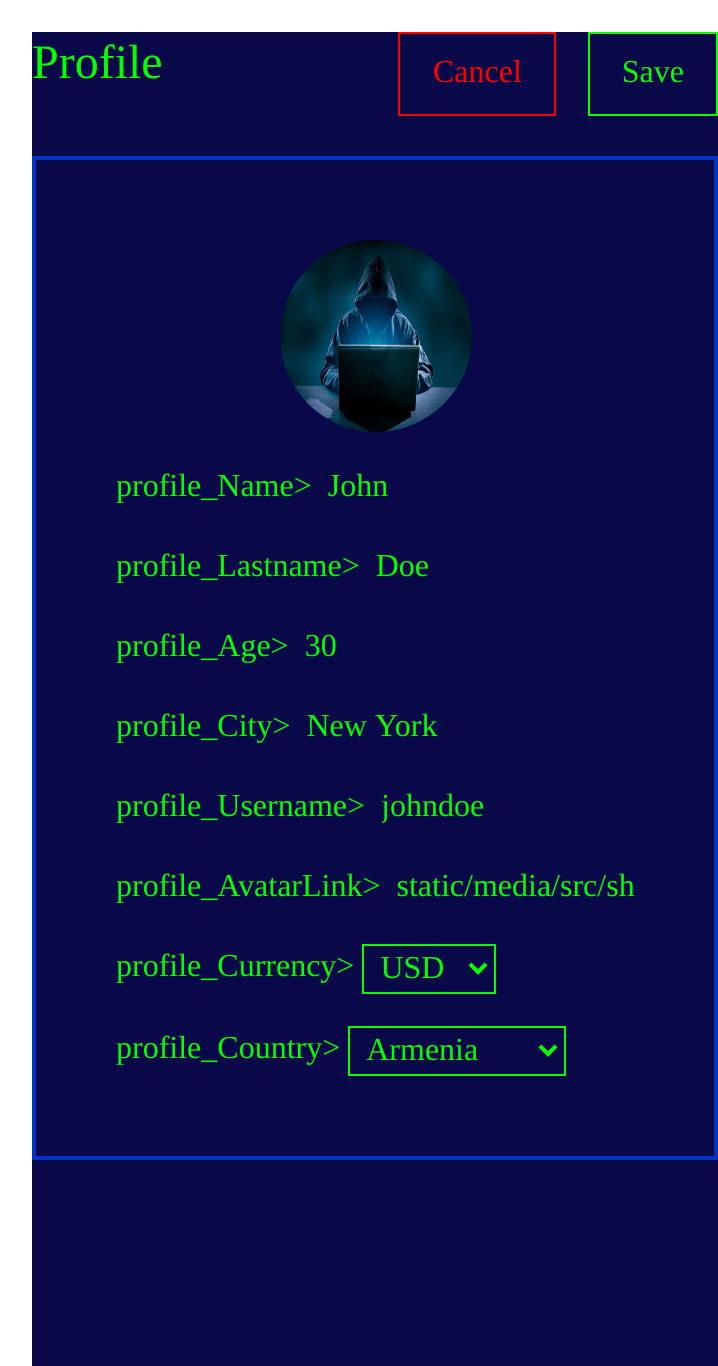 Profile Cancel Save
profile_Name> John
profile_Lastname> Doe
profile_Age> 30
profile_City> New York
profile_Username> johndoe
profile_AvatarLink> static/media/src/sh
profile_Currency> USD
profile_Country> Armenia